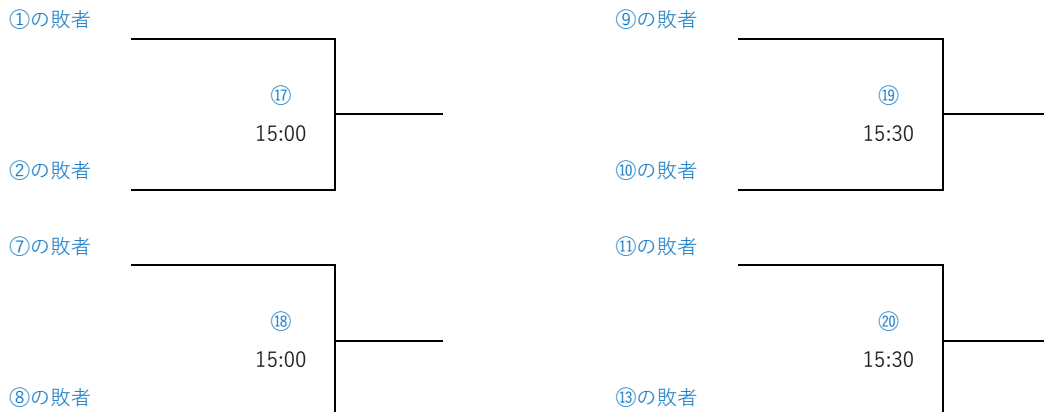 ①の敗者
⑰
15:00
②の敗者
⑦の敗者
⑱
15:00
⑧の敗者
⑨の敗者
⑲
15:30
⑩の敗者
⑪の敗者
⑳
15:30
⑬の敗者